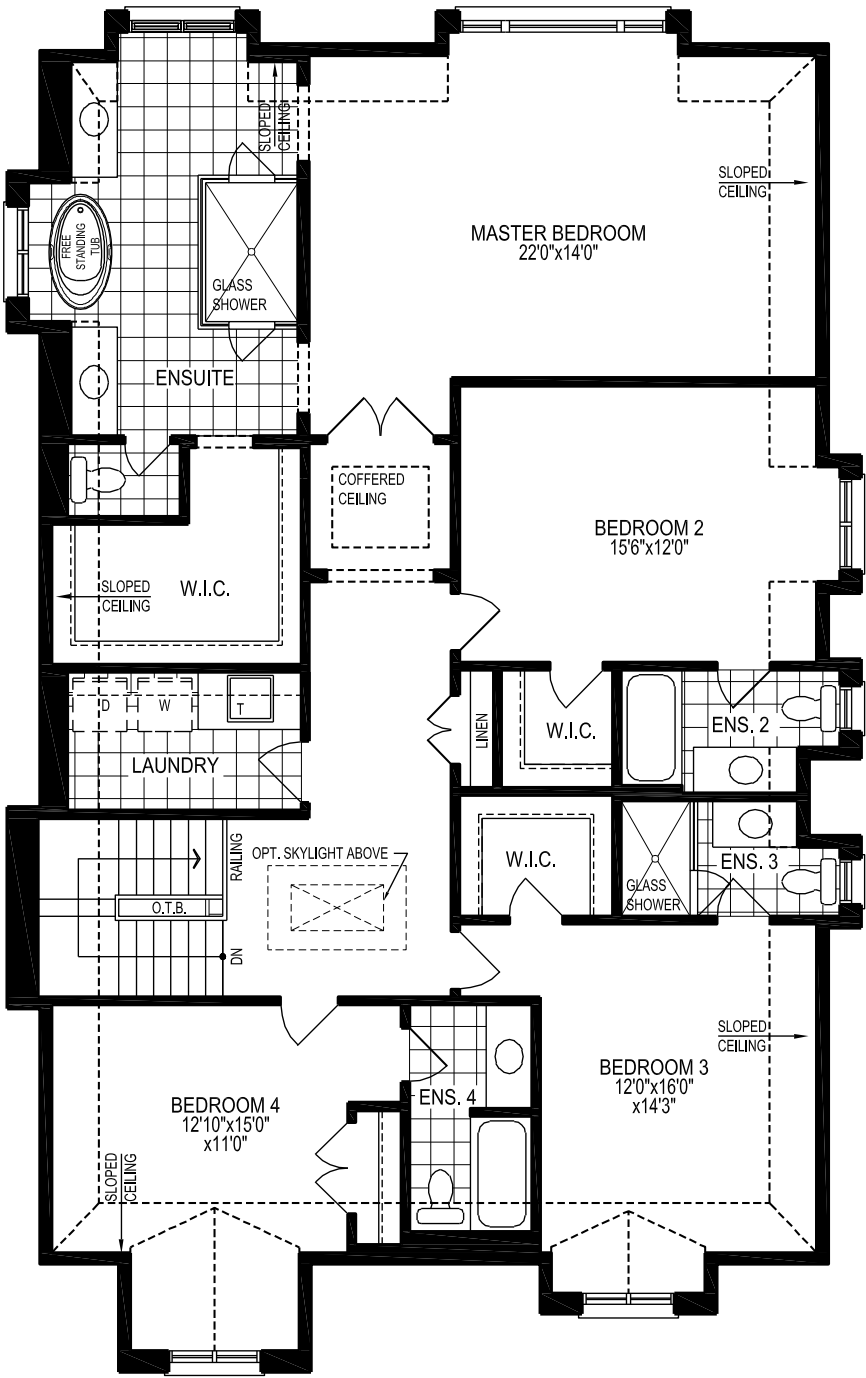 SLOPED
CEILING
FREE
STANDING
TUB
GLASS
SHOWER
ENSUITE
SLOPED
CEILING
MASTER BEDROOM
22'0"x14'0"
COFFERED
CEILING
BEDROOM 2
15'6"x12'0"
SLOPED
CEILING
W.I.C.
D
W
T
LAUNDRY
LINEN
W.I.C.
ENS. 2
RAILING
OPT. SKYLIGHT ABOVE
W.I.C.
GLASS
SHOWER
ENS. 3
O.T.B.
DN
SLOPED
CEILING
BEDROOM 3
12'0"x16'0"
x14'3"
ENS. 4
BEDROOM 4
12'10"x15'0"
x11'0"
SLOPED
CEILING